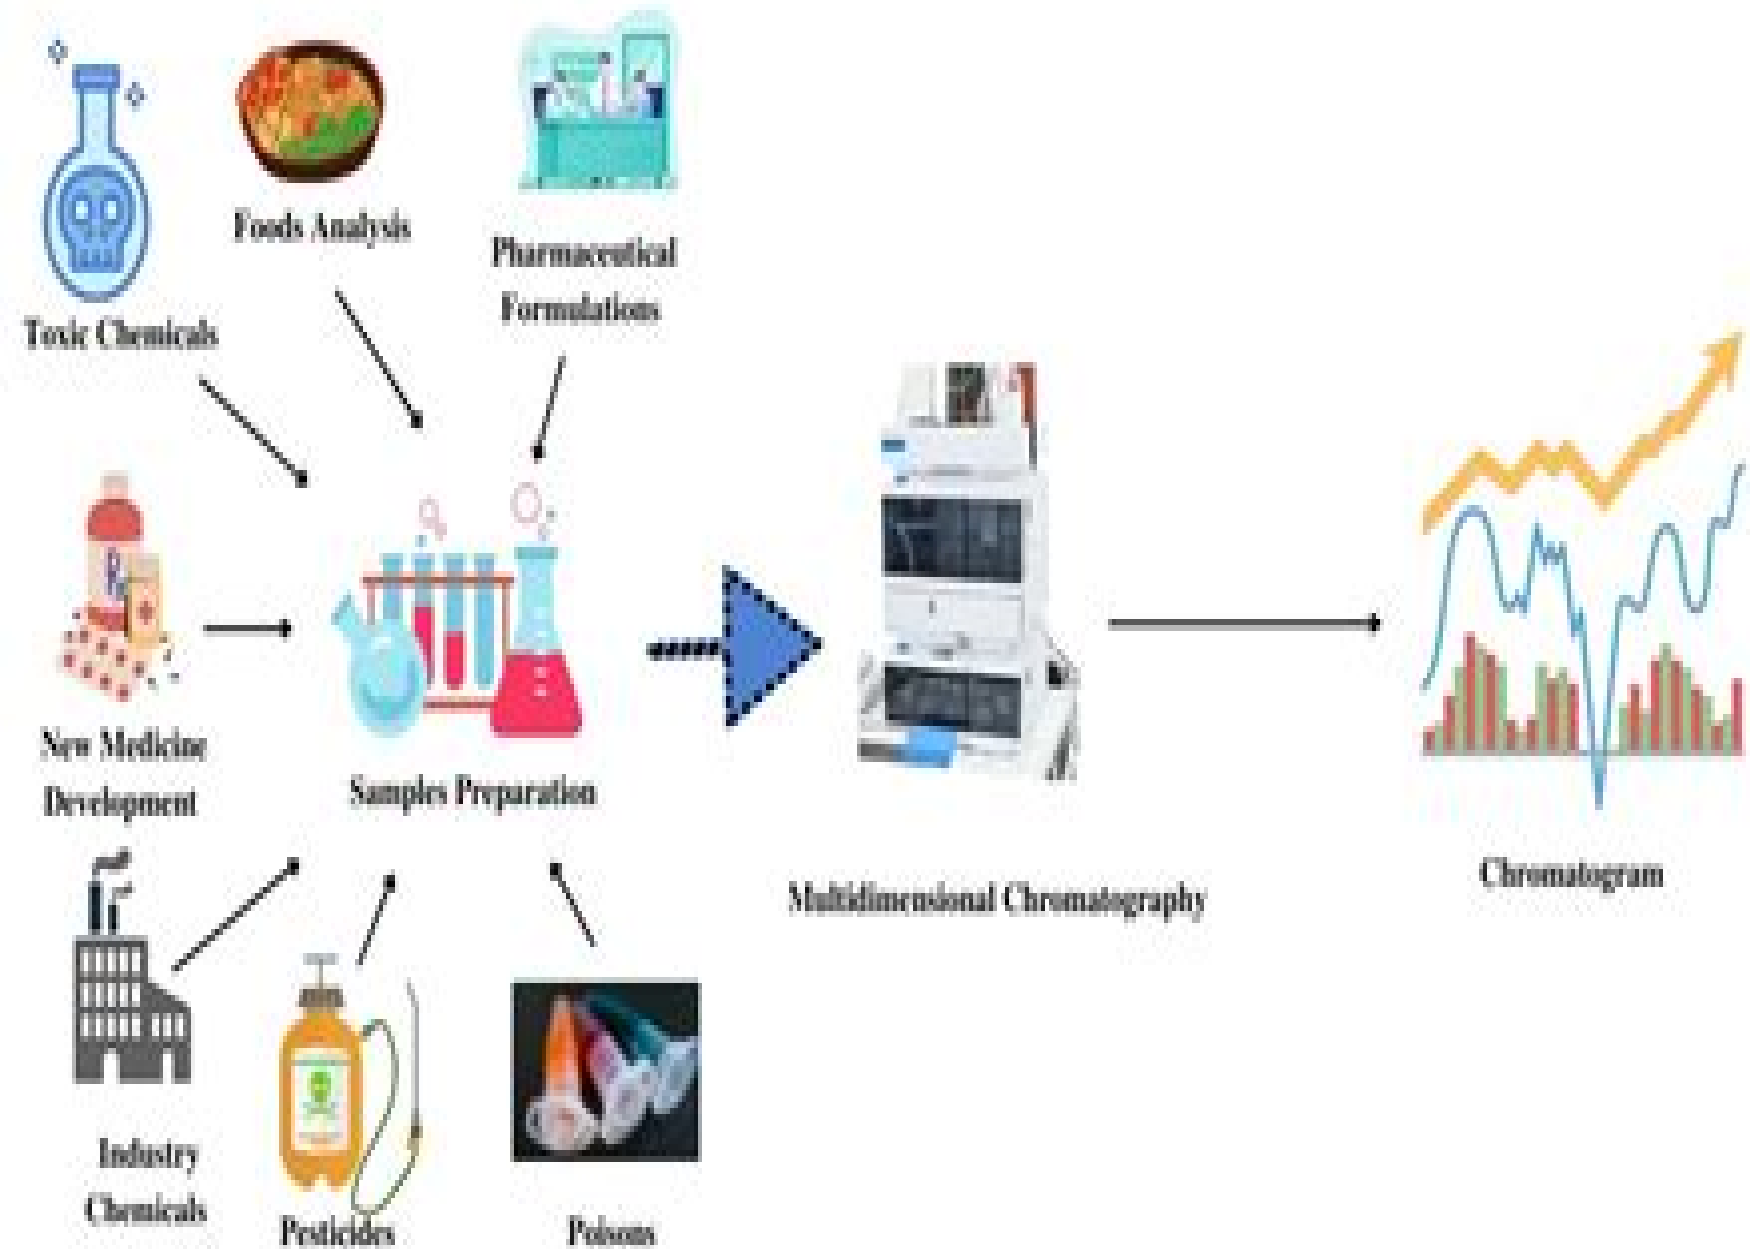 Foods Analysis
Pharmaceutical
Formulations
Toxic Chemicals
New Medicine
Development
Samples Preparation
Multidimensional Chromatography
Chromatogram
Industry
Chemicals
Pesticides
Poisons